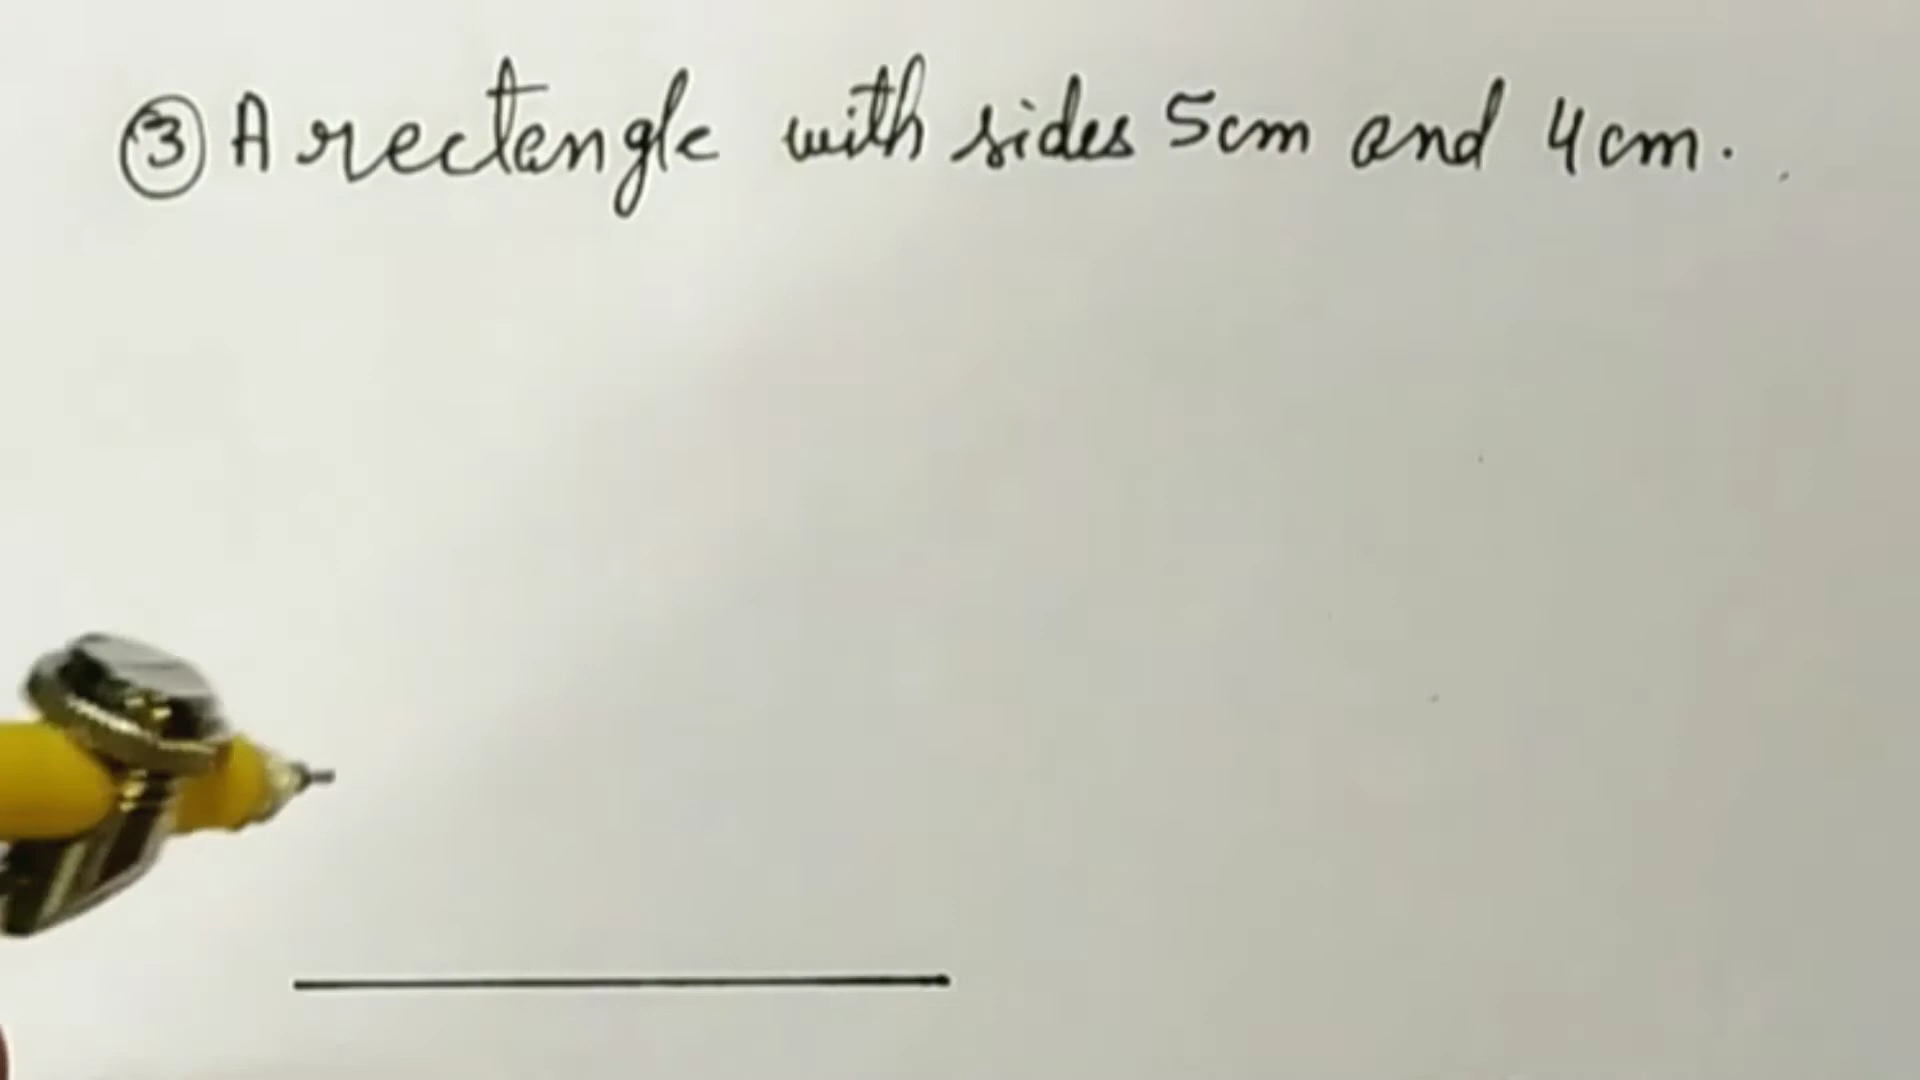 ③ A rectangle with sides 5cm and 4cm.